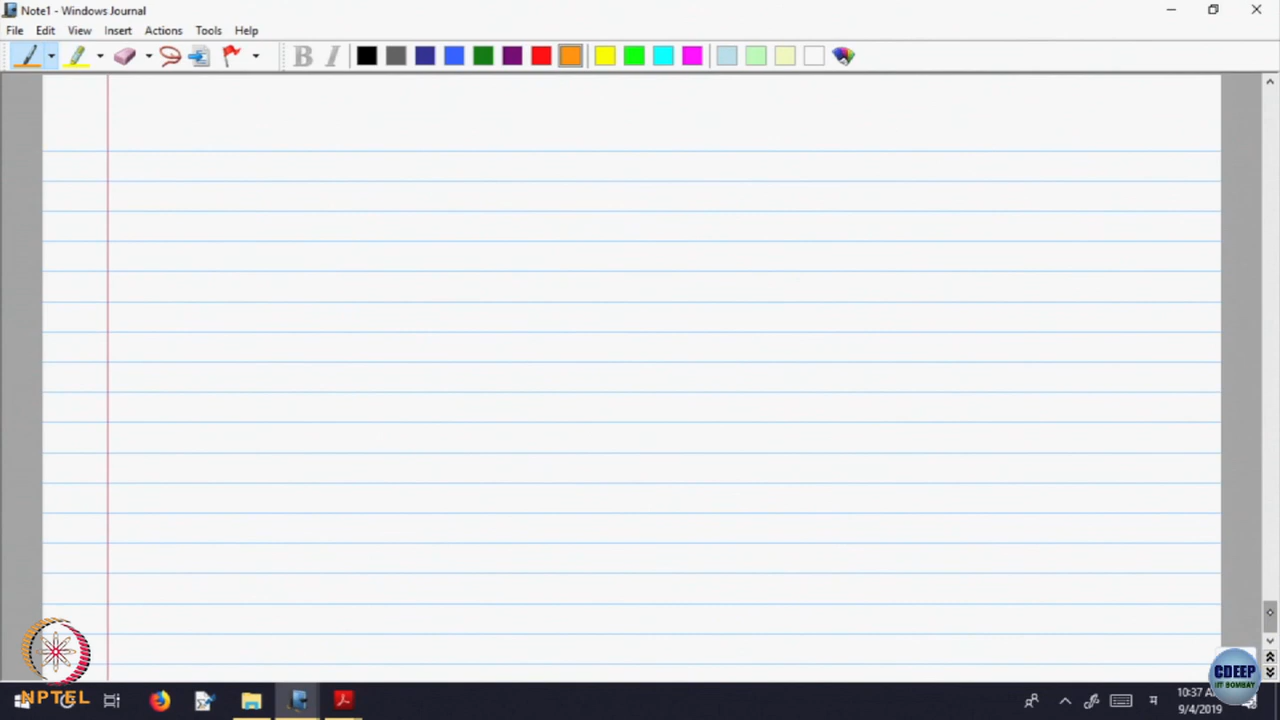 Note1 - Windows Journal
File Edit View Insert Actions Tools Help
B I
NPTEL
CDEEP
IIT BOMBAY
म
10:37 A
9/4/2019